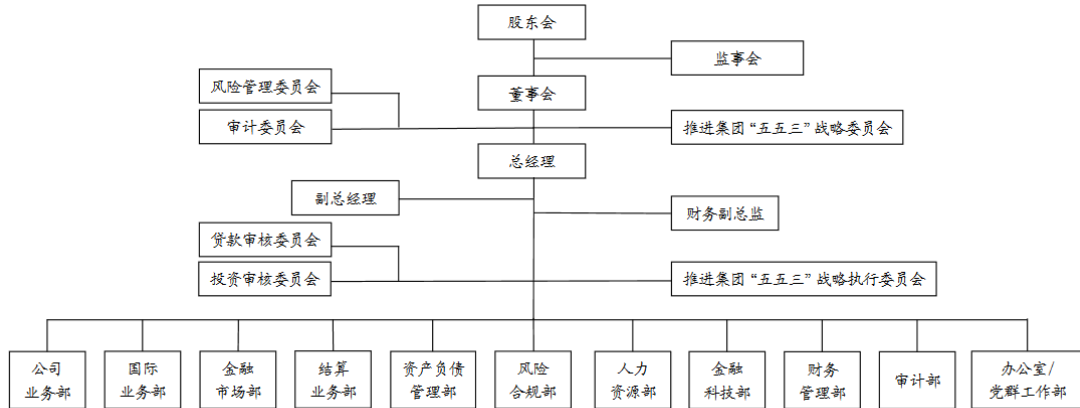 股东会
监事会
风险管理委员会
董事会
审计委员会
推进集团“五五三”战略委员会
总经理
副总经理
财务副总监
贷款审核委员会
投资审核委员会
推进集团“五五三”战略执行委员会
公司
业务部
国际
业务部
金融
市场部
结算
业务部
资产负债
管理部
风险
合规部
人力
资源部
金融
科技部
财务
管理部
审计部
办公室/
党群工作部